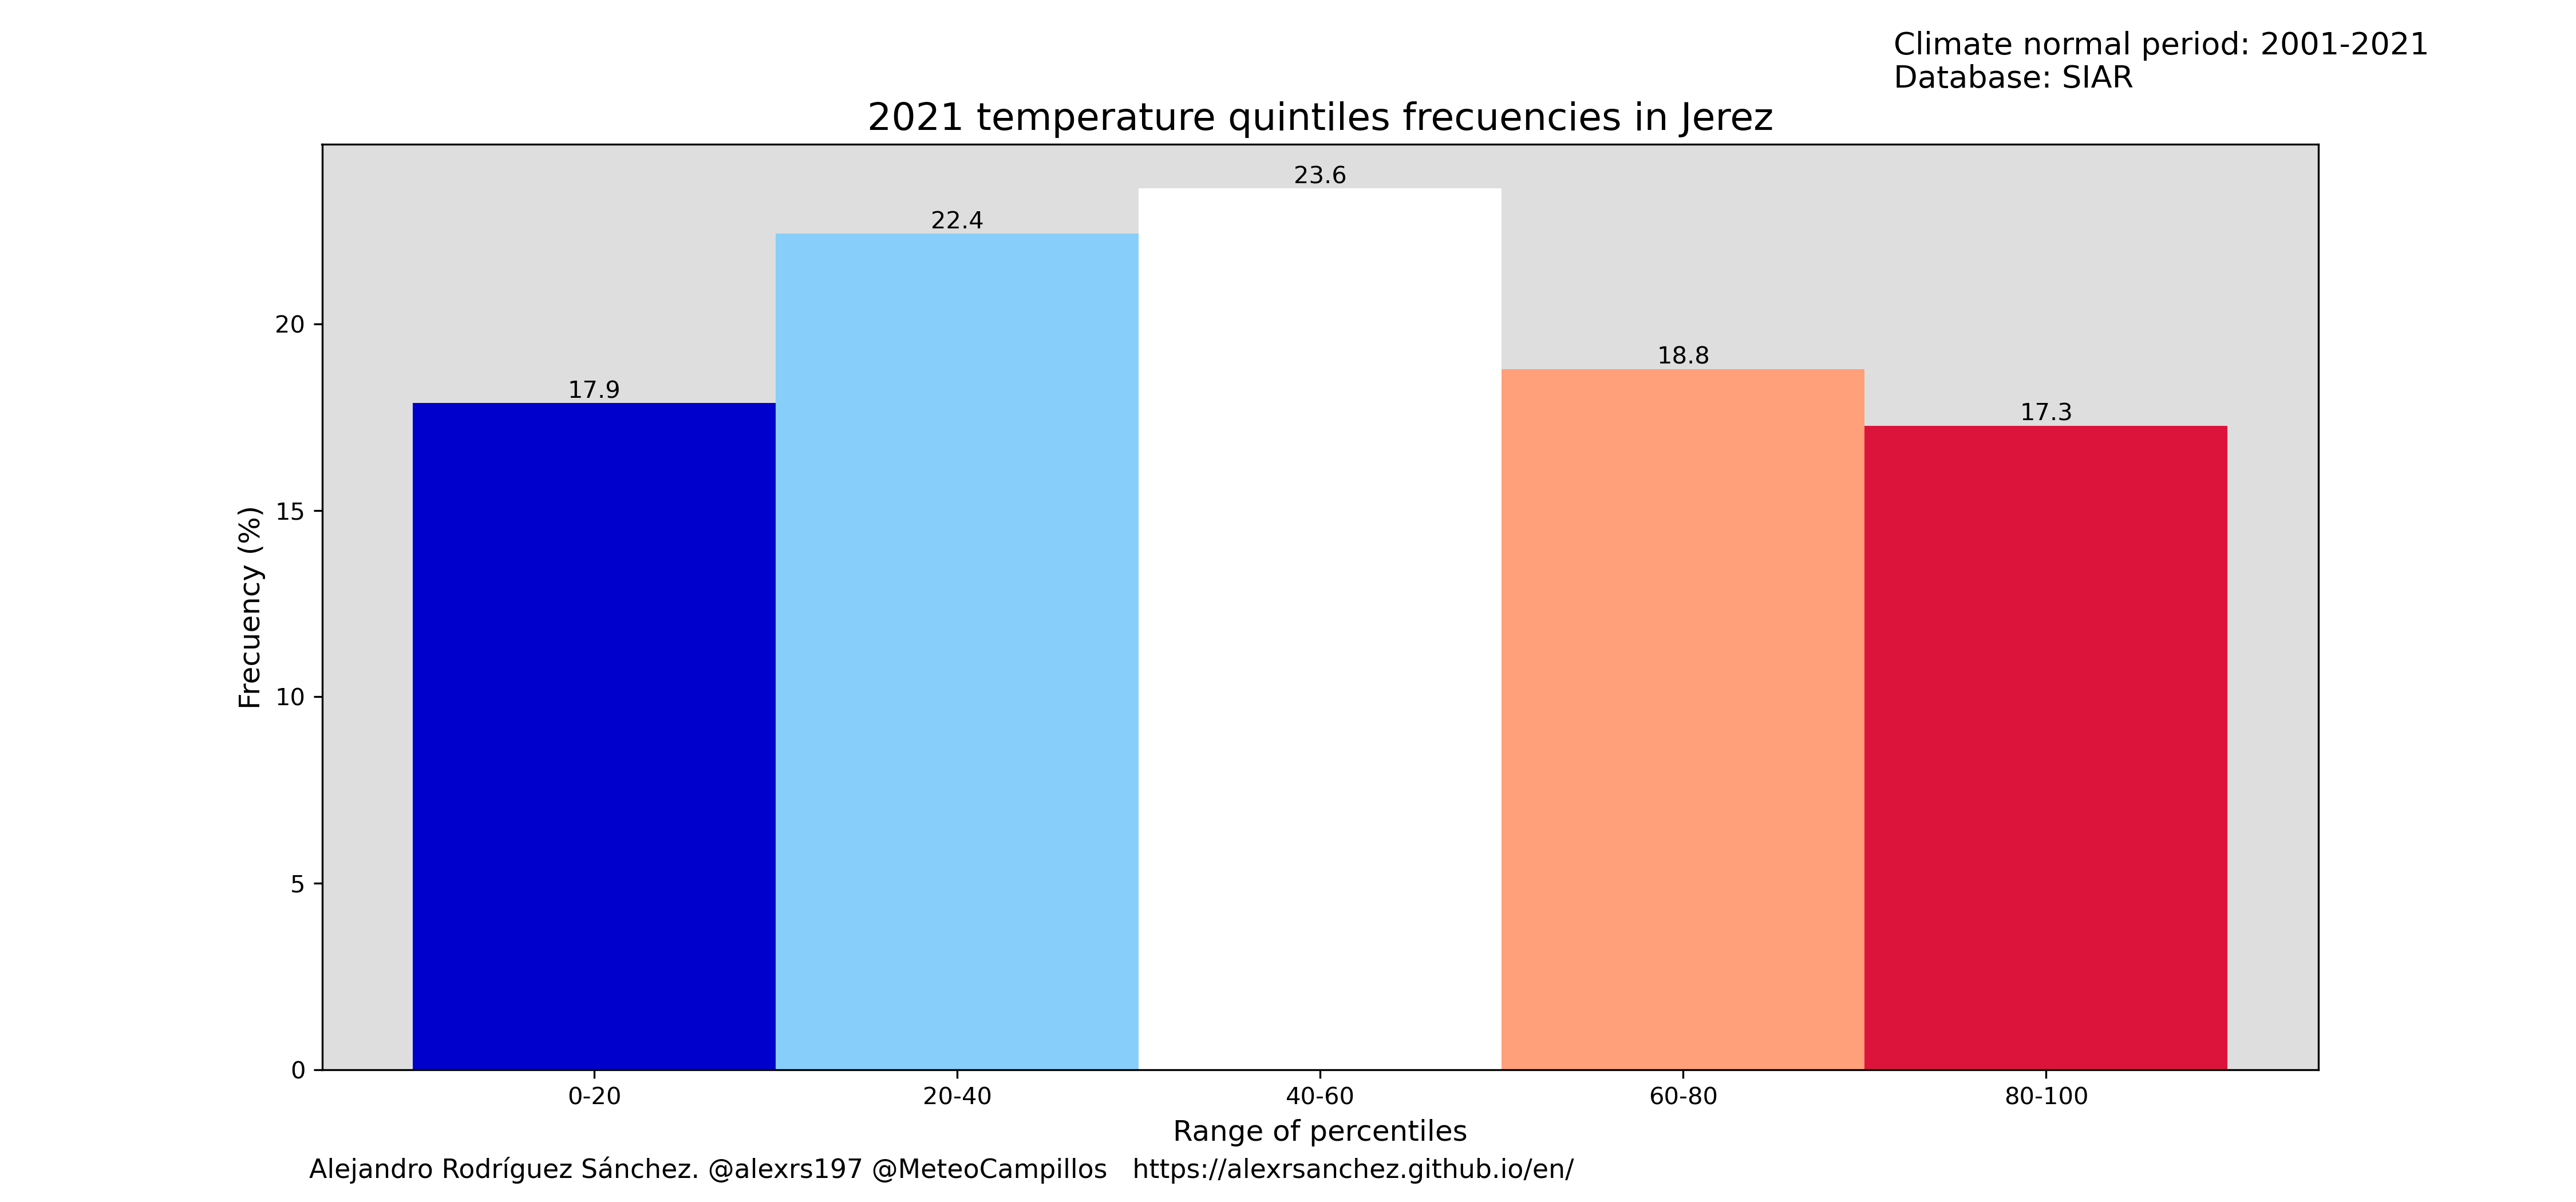 Climate normal period: 2001-2021
Database: SIAR
2021 temperature quintiles frecuencies in Jerez
23.6
22.4
18.8
17.9
17.3
Frecuency (%)
20
15
10
5
0
0-20 20-40 40-60 60-80 80-100
Range of percentiles
Alejandro Rodríguez Sánchez. @alexrs197 @MeteoCampillos https://alexrsanchez.github.io/en/